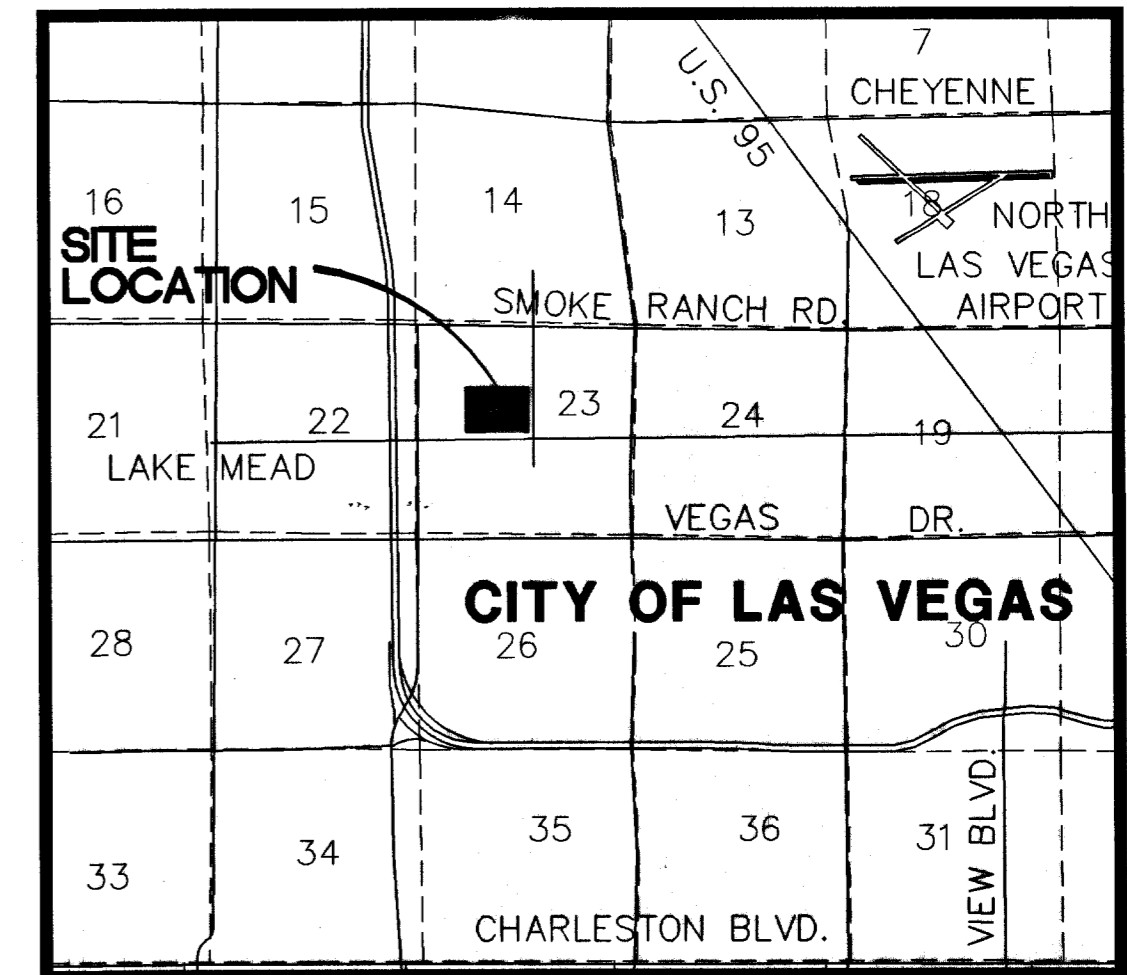 7
U.S. 95
CHEYENNE
16
15
14
13
18
NORTH
LAS VEGAS
AIRPORT
SITE
LOCATION
SMOKE RANCH RD.
21
22
23
24
19
LAKE MEAD
VEGAS DR.
CITY OF LAS VEGAS
28
27
26
25
30
VIEW BLVD.
33
34
35
36
31
CHARLESTON BLVD.